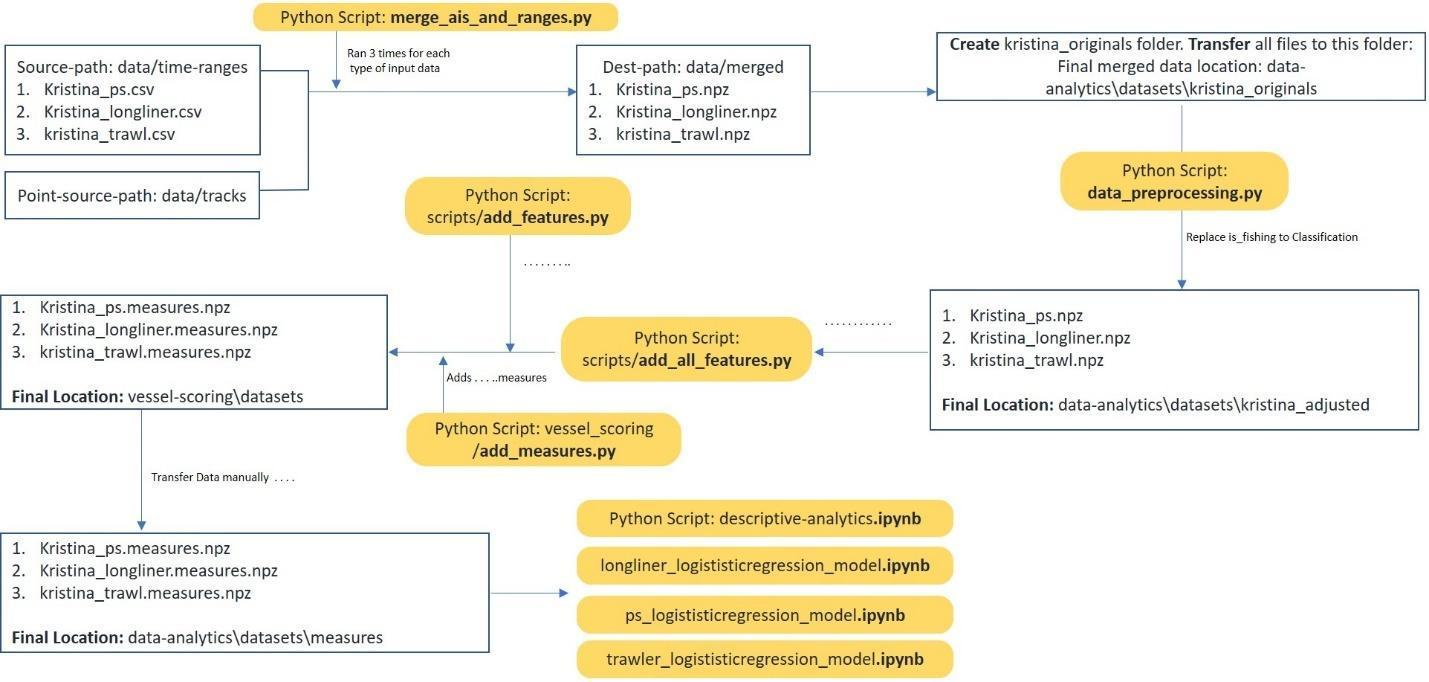 Python Script: merge_ais_and_ranges.py
Ran 3 times for each
type of input data
Source-path: data/time-ranges
1. Kristina_ps.csv
2. Kristina_longliner.csv
3. kristina_trawl.csv
Point-source-path: data/tracks
Dest-path: data/merged
1. Kristina_ps.npz
2. Kristina_longliner.npz
3. kristina_trawl.npz
Create kristina_originals folder. Transfer all files to this folder:
Final merged data location: data-
analytics\datasets\kristina_originals
Python Script:
data_preprocessing.py
Replace is_fishing to Classification
1. Kristina_ps.npz
2. Kristina_longliner.npz
3. kristina_trawl.npz
Final Location: data-analytics\datasets\kristina_adjusted
............
Python Script:
scripts/add_all_features.py
Python Script:
scripts/add_features.py
.........
Adds . . . . .measures
Python Script: vessel_scoring
/add_measures.py
1. Kristina_ps.measures.npz
2. Kristina_longliner.measures.npz
3. kristina_trawl.measures.npz
Final Location: vessel-scoring\datasets
Transfer Data manually . . . .
1. Kristina_ps.measures.npz
2. Kristina_longliner.measures.npz
3. kristina_trawl.measures.npz
Final Location: data-analytics\datasets\measures
Python Script: descriptive-analytics.ipynb
longliner_logististicregression_model.ipynb
ps_logististicregression_model.ipynb
trawler_logististicregression_model.ipynb